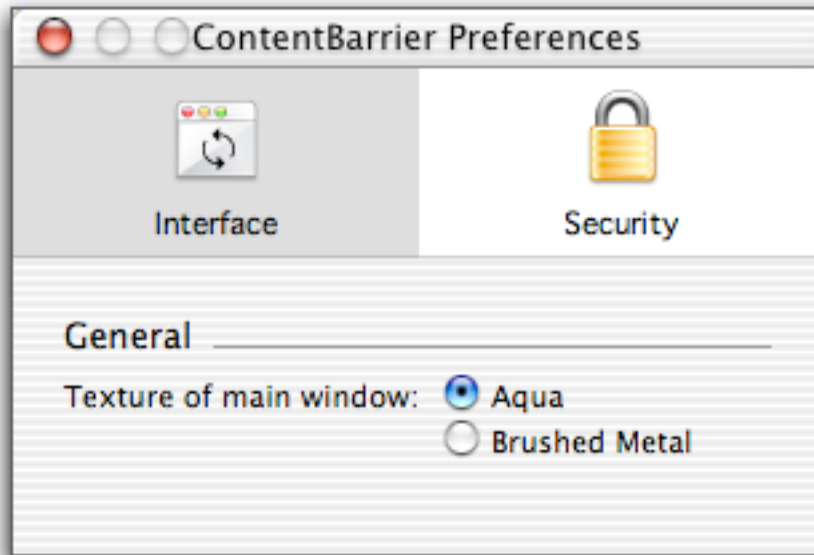 ContentBarrier Preferences
Interface Security
General
Texture of main window: Aqua
Brushed Metal